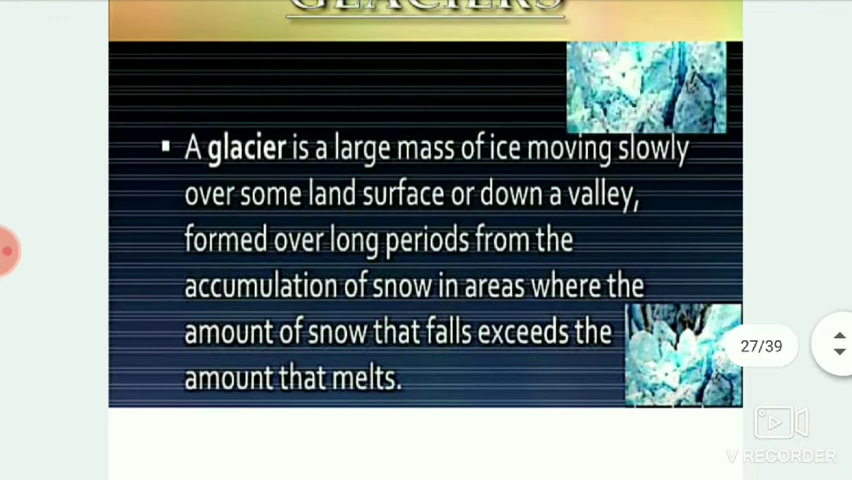 GLACIERS
▪ A glacier is a large mass of ice moving slowly
over some land surface or down a valley,
formed over long periods from the
accumulation of snow in areas where the
amount of snow that falls exceeds the
amount that melts.
27/39
V RECORDER